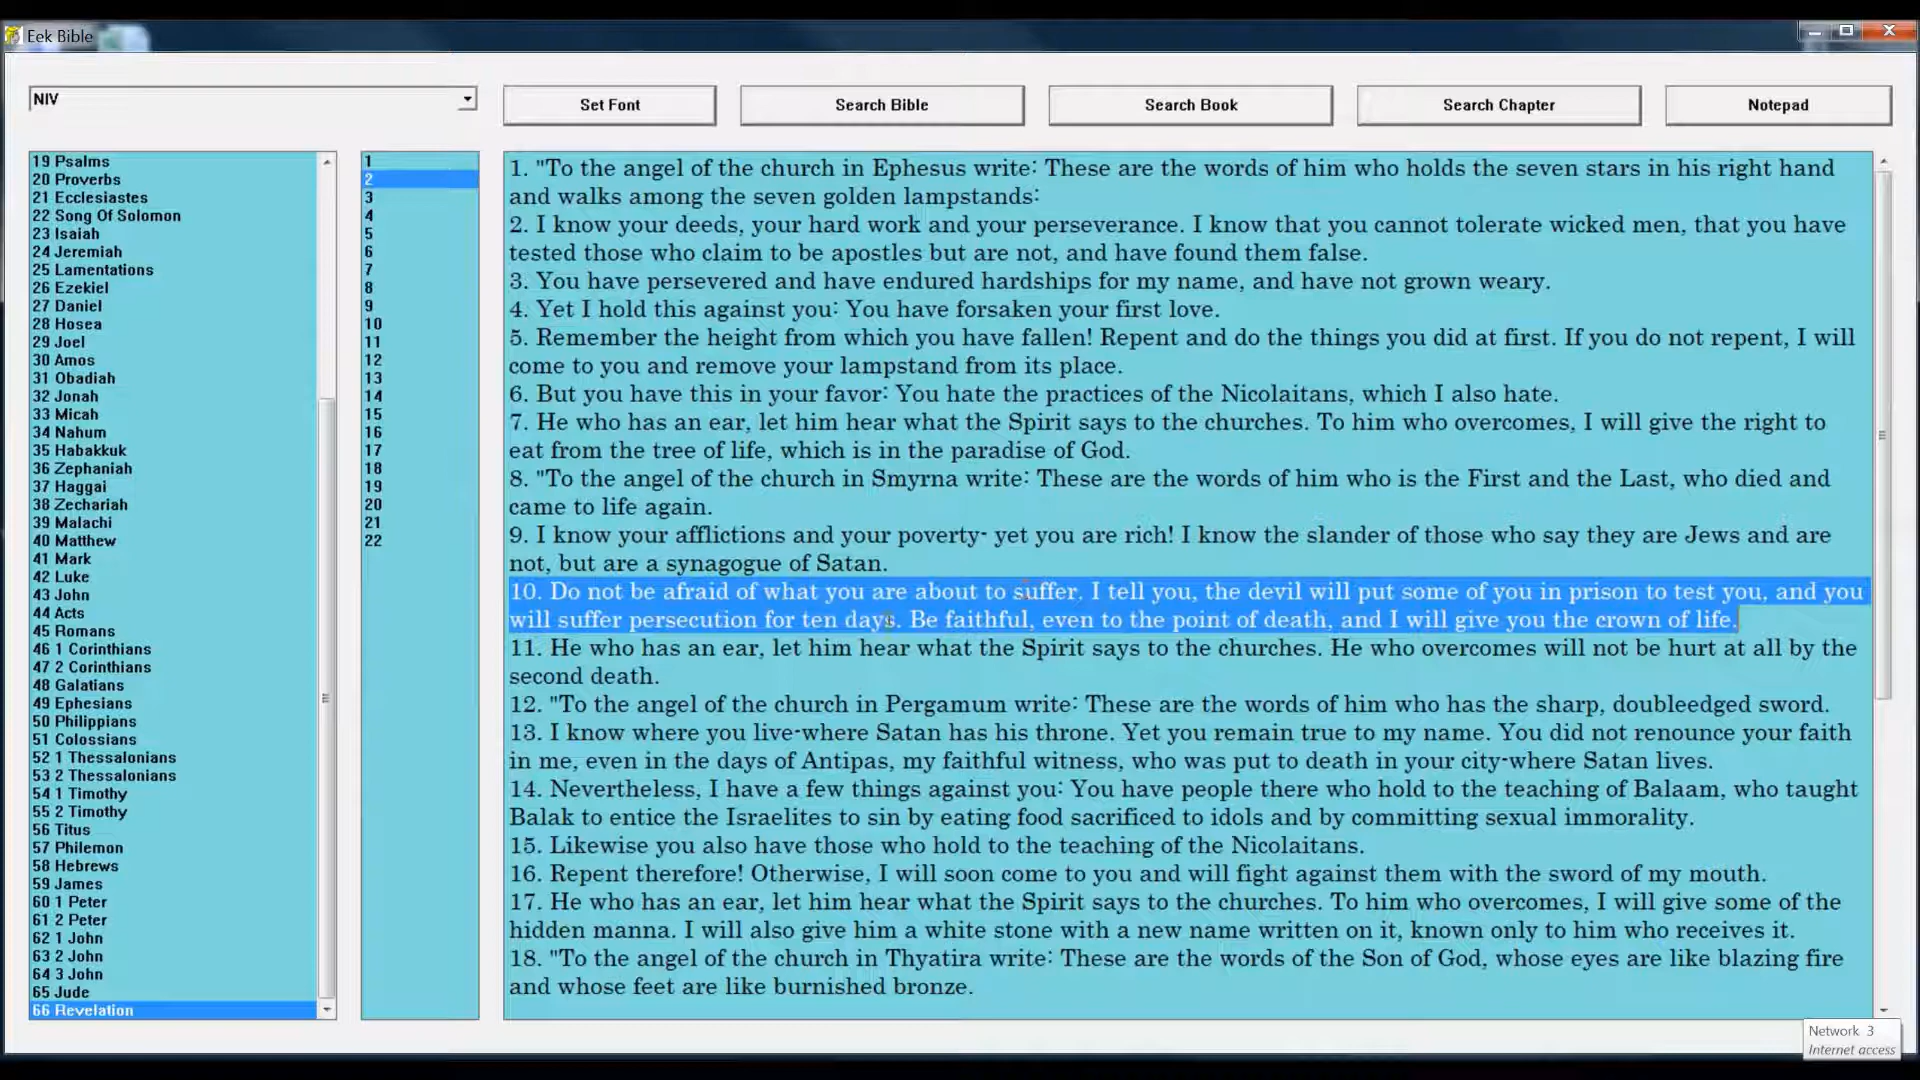 Eek Bible
NIV
Set Font
Search Bible
Search Book
Search Chapter
Notepad
19 Psalms
20 Proverbs
21 Ecclesiastes
22 Song Of Solomon
23 Isaiah
24 Jeremiah
25 Lamentations
26 Ezekiel
27 Daniel
28 Hosea
29 Joel
30 Amos
31 Obadiah
32 Jonah
33 Micah
34 Nahum
35 Habakkuk
36 Zephaniah
37 Haggai
38 Zechariah
39 Malachi
40 Matthew
41 Mark
42 Luke
43 John
44 Acts
45 Romans
46 1 Corinthians
47 2 Corinthians
48 Galatians
49 Ephesians
50 Philippians
51 Colossians
52 1 Thessalonians
53 2 Thessalonians
54 1 Timothy
55 2 Timothy
56 Titus
57 Philemon
58 Hebrews
59 James
60 1 Peter
61 2 Peter
62 1 John
63 2 John
64 3 John
65 Jude
66 Revelation
1
2
3
4
5
6
7
8
9
10
11
12
13
14
15
16
17
18
19
20
21
22
1. "To the angel of the church in Ephesus write: These are the words of him who holds the seven stars in his right hand
and walks among the seven golden lampstands:
2. I know your deeds, your hard work and your perseverance. I know that you cannot tolerate wicked men, that you have
tested those who claim to be apostles but are not, and have found them false.
3. You have persevered and have endured hardships for my name, and have not grown weary.
4. Yet I hold this against you: You have forsaken your first love.
5. Remember the height from which you have fallen! Repent and do the things you did at first. If you do not repent, I will
come to you and remove your lampstand from its place.
6. But you have this in your favor: You hate the practices of the Nicolaitans, which I also hate.
7. He who has an ear, let him hear what the Spirit says to the churches. To him who overcomes, I will give the right to
eat from the tree of life, which is in the paradise of God.
8. "To the angel of the church in Smyrna write: These are the words of him who is the First and the Last, who died and
came to life again.
9. I know your afflictions and your poverty- yet you are rich! I know the slander of those who say they are Jews and are
not, but are a synagogue of Satan.
10. Do not be afraid of what you are about to suffer. I tell you, the devil will put some of you in prison to test you, and you
will suffer persecution for ten days. Be faithful, even to the point of death, and I will give you the crown of life.
11. He who has an ear, let him hear what the Spirit says to the churches. He who overcomes will not be hurt at all by the
second death.
12. "To the angel of the church in Pergamum write: These are the words of him who has the sharp, doubleedged sword.
13. I know where you live-where Satan has his throne. Yet you remain true to my name. You did not renounce your faith
in me, even in the days of Antipas, my faithful witness, who was put to death in your city-where Satan lives.
14. Nevertheless, I have a few things against you: You have people there who hold to the teaching of Balaam, who taught
Balak to entice the Israelites to sin by eating food sacrificed to idols and by committing sexual immorality.
15. Likewise you also have those who hold to the teaching of the Nicolaitans.
16. Repent therefore! Otherwise, I will soon come to you and will fight against them with the sword of my mouth.
17. He who has an ear, let him hear what the Spirit says to the churches. To him who overcomes, I will give some of the
hidden manna. I will also give him a white stone with a new name written on it, known only to him who receives it.
18. "To the angel of the church in Thyatira write: These are the words of the Son of God, whose eyes are like blazing fire
and whose feet are like burnished bronze.
Network 3
Internet access